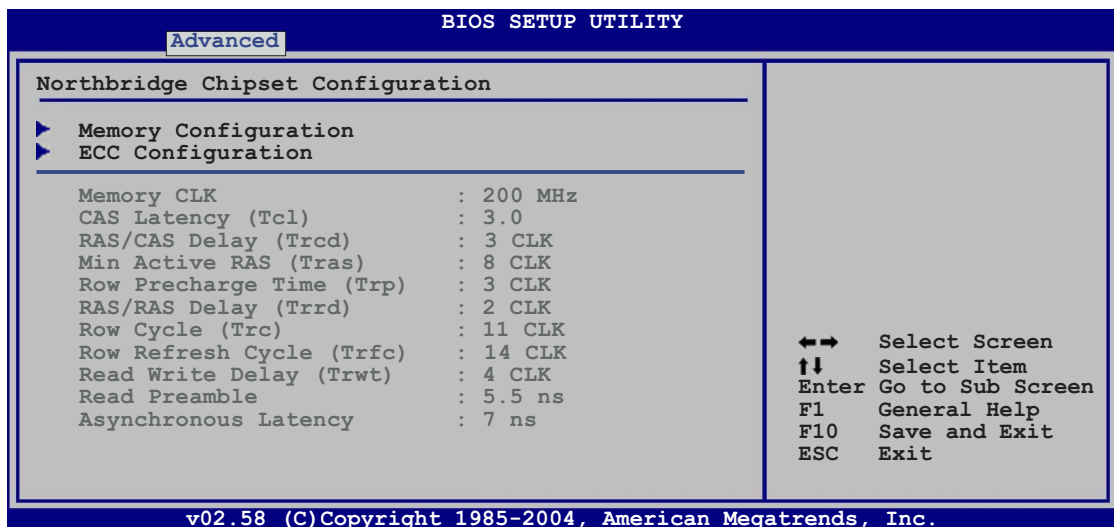 BIOS SETUP UTILITY
Advanced
Northbridge Chipset Configuration
Memory Configuration
ECC Configuration
Memory CLK : 200 MHz
CAS Latency (Tcl) : 3.0
RAS/CAS Delay (Trcd) : 3 CLK
Min Active RAS (Tras) : 8 CLK
Row Precharge Time (Trp) : 3 CLK
RAS/RAS Delay (Trrd) : 2 CLK
Row Cycle (Trc) : 11 CLK
Row Refresh Cycle (Trfc) : 14 CLK
Read Write Delay (Trwt) : 4 CLK
Read Preamble : 5.5 ns
Asynchronous Latency : 7 ns
←→ Select Screen
↑↓ Select Item
Enter Go to Sub Screen
F1 General Help
F10 Save and Exit
ESC Exit
v02.58 (C)Copyright 1985-2004, American Megatrends, Inc.